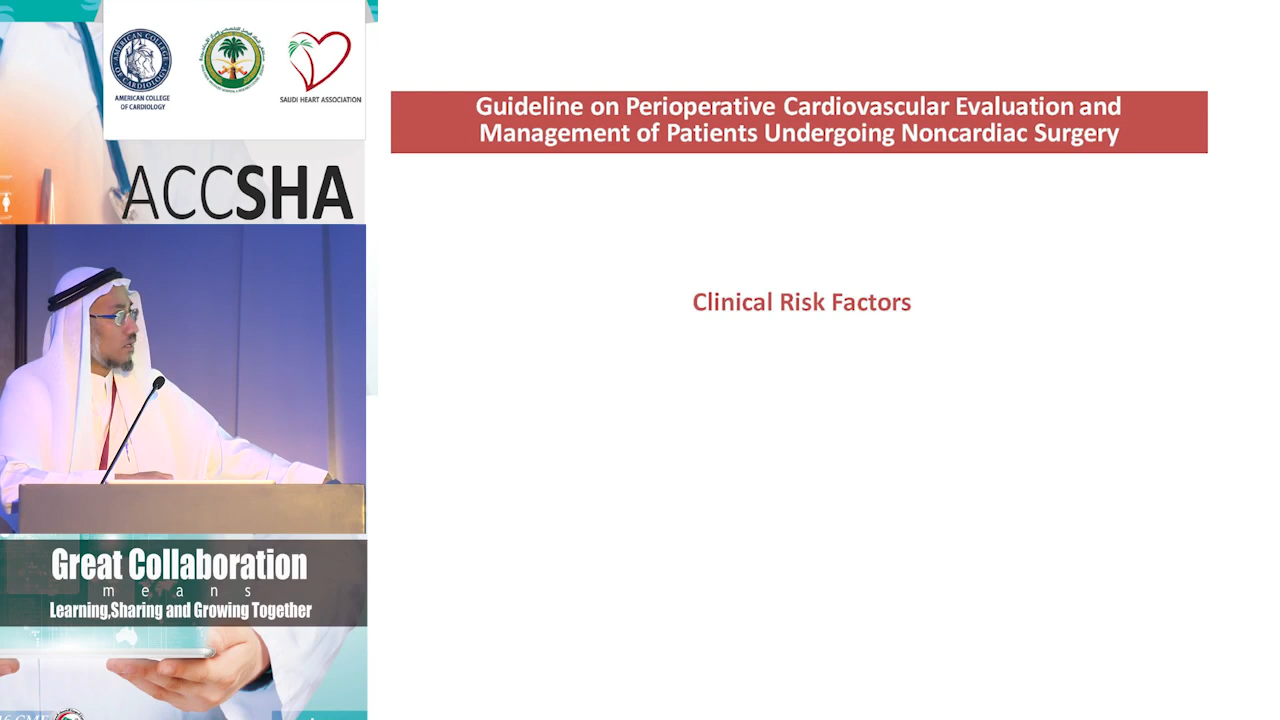 AMERICAN COLLEGE
OF CARDIOLOGY
SAUDI HEART ASSOCIATION
ACCSHA
Great Collaboration
means
Learning,Sharing and Growing Together
Guideline on Perioperative Cardiovascular Evaluation and
Management of Patients Undergoing Noncardiac Surgery
Clinical Risk Factors